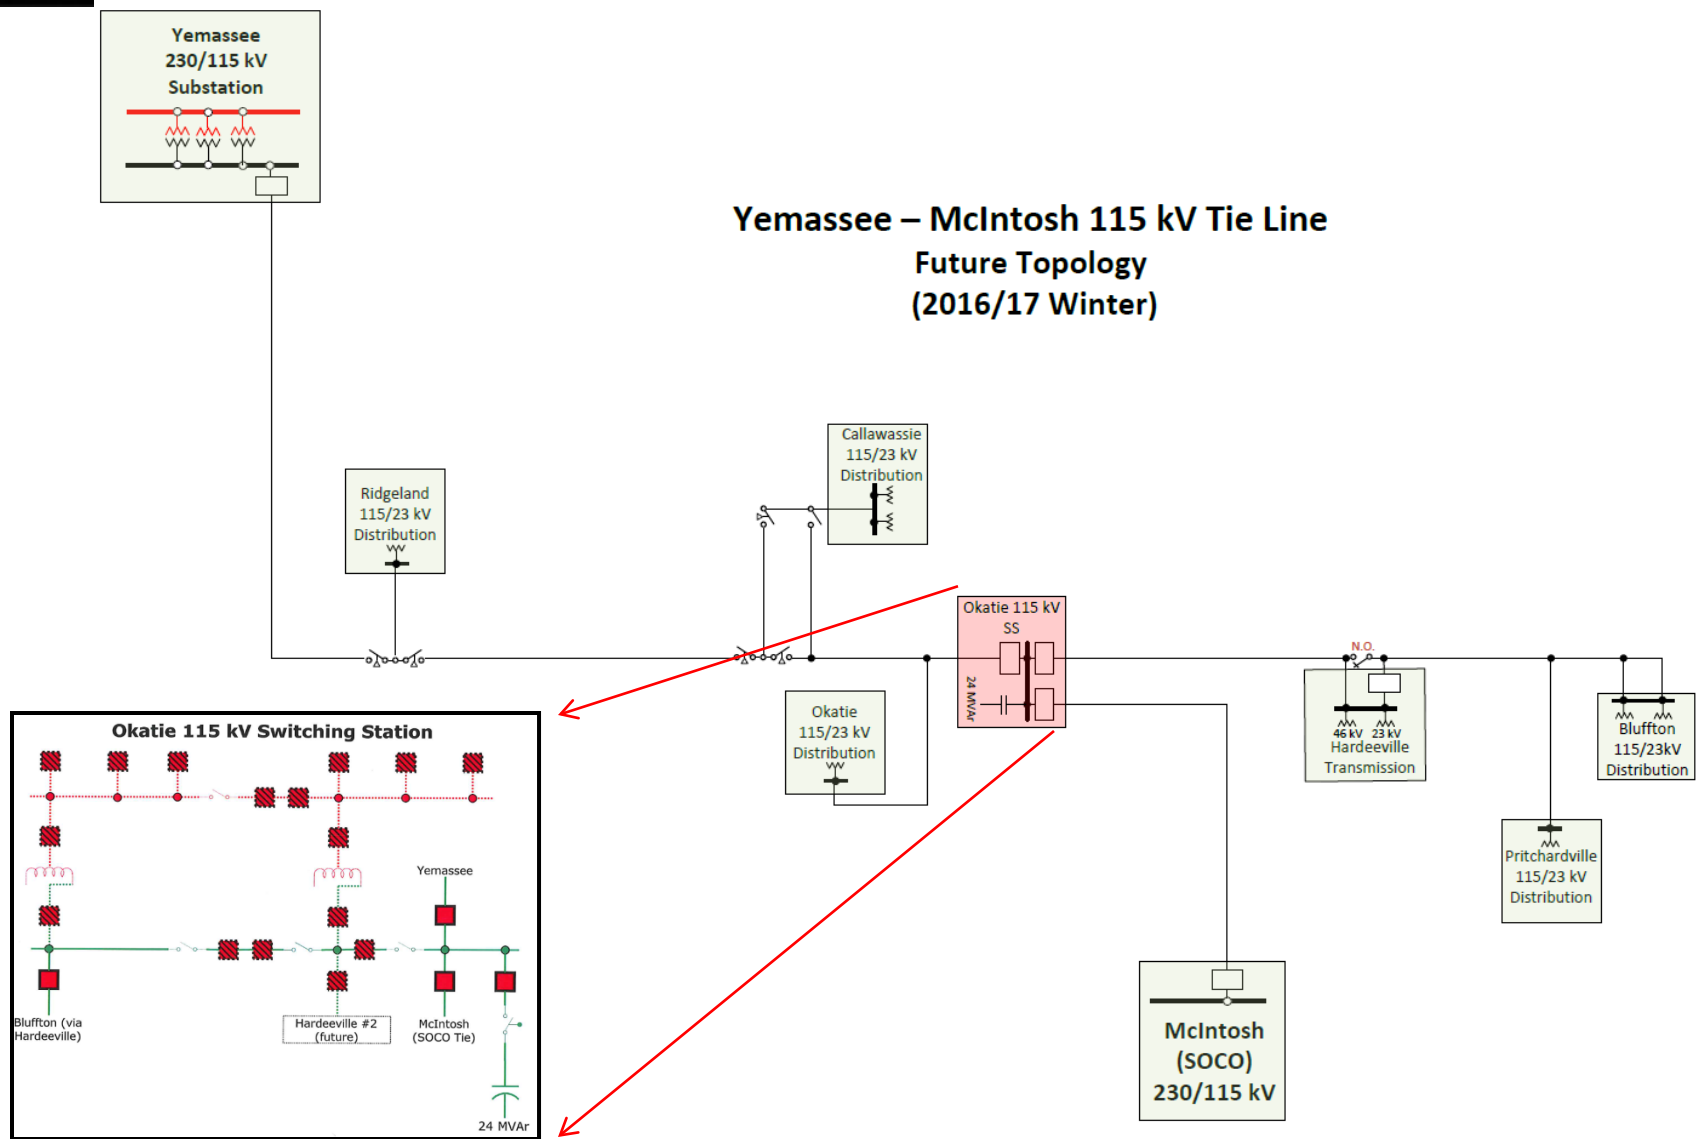 Yemassee
230/115 kV
Substation
Yemassee – McIntosh 115 kV Tie Line
Future Topology
(2016/17 Winter)
Callawassie
115/23 kV
Distribution
Ridgeland
115/23 kV
Distribution
Okatie 115 kV
SS
24 MVAr
N.O.
46 kV 23 kV
Hardeeville
Transmission
Bluffton
115/23kV
Distribution
Okatie
115/23 kV
Distribution
Pritchardville
115/23 kV
Distribution
McIntosh
(SOCO)
230/115 kV
Okatie 115 kV Switching Station
Yemassee
Bluffton (via
Hardeeville)
Hardeeville #2
(future)
McIntosh
(SOCO Tie)
24 MVAr